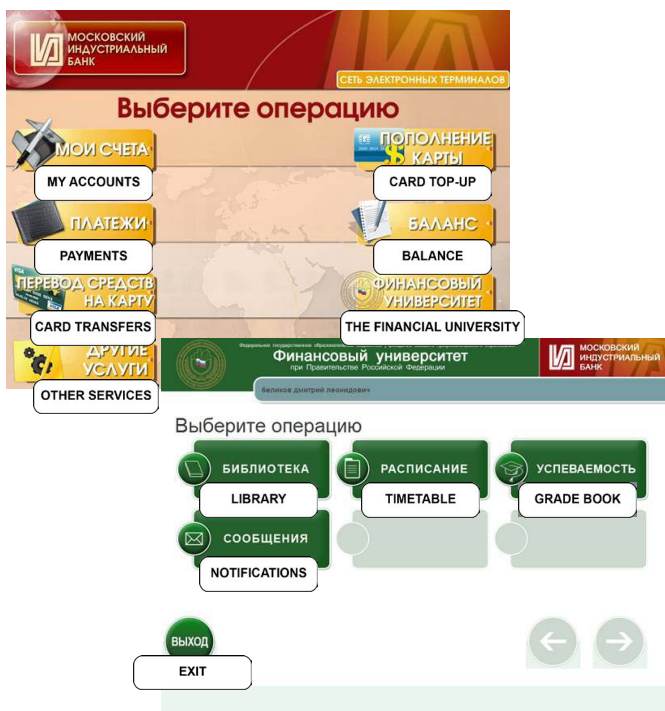 МОСКОВСКИЙ
ИНДУСТРИАЛЬНЫЙ
БАНК
СЕТЬ ЭЛЕКТРОННЫХ ТЕРМИНАЛОВ
Выберите операцию
МОИ СЧЕТА
MY ACCOUNTS
ПОПОЛНЕНИЕ
КАРТЫ
CARD TOP-UP
ПЛАТЕЖИ
PAYMENTS
БАЛАНС
BALANCE
ПЕРЕВОД СРЕДСТВ
НА КАРТУ
CARD TRANSFERS
ФИНАНСОВЫЙ
УНИВЕРСИТЕТ
THE FINANCIAL UNIVERSITY
ДРУГИЕ
УСЛУГИ
OTHER SERVICES
Финансовый университет
при Правительстве Российской Федерации
МОСКОВСКИЙ
ИНДУСТРИАЛЬНЫЙ
БАНК
беликов дмитрий леонидович
Выберите операцию
БИБЛИОТЕКА
LIBRARY
РАСПИСАНИЕ
TIMETABLE
УСПЕВАЕМОСТЬ
GRADE BOOK
СООБЩЕНИЯ
NOTIFICATIONS
ВЫХОД
EXIT